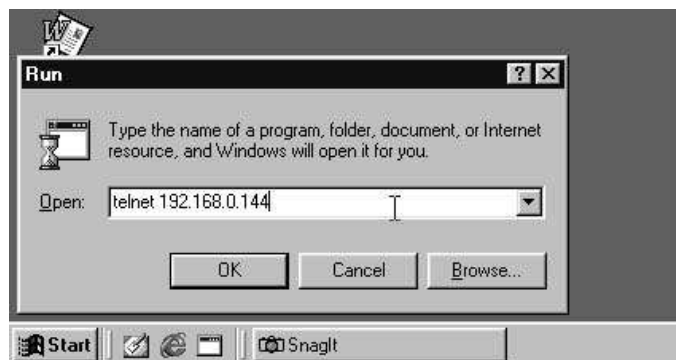 Run
Type the name of a program, folder, document, or Internet
resource, and Windows will open it for you.
Open: telnet 192.168.0.144
OK Cancel Browse...
Start SnagIt